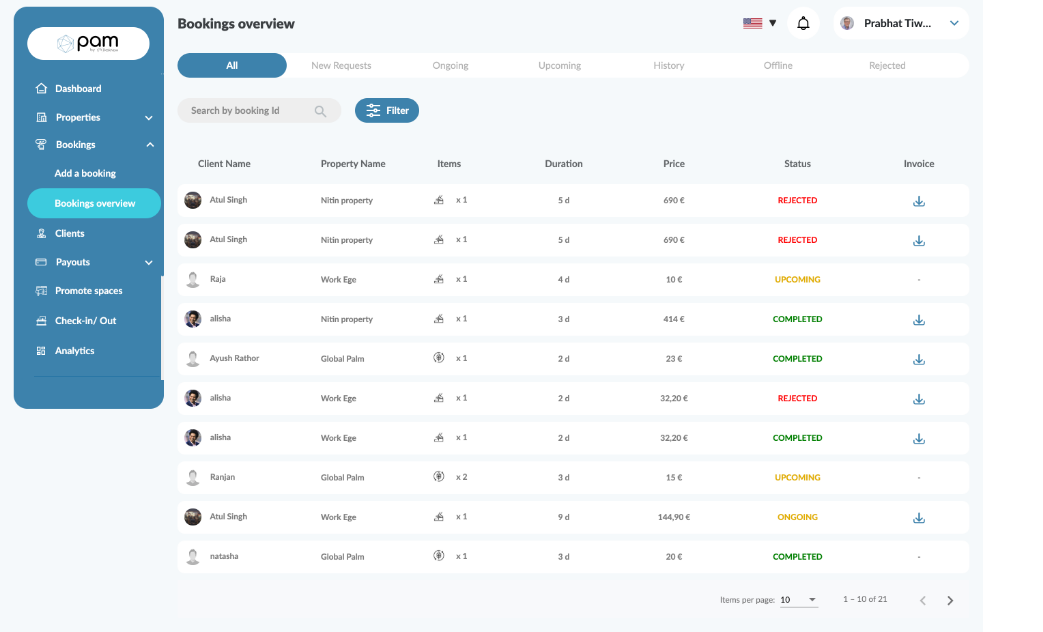 pam
Bookings overview
Prabhat Tiw...
All New Requests Ongoing Upcoming History Offline Rejected
Search by booking Id Filter
Dashboard
Properties
Bookings
Add a booking
Bookings overview
Clients
Payouts
Promote spaces
Check-in/ Out
Analytics
Client Name Property Name Items Duration Price Status Invoice
Atul Singh Nitin property x 1 5 d 690 € REJECTED
Atul Singh Nitin property x 1 5 d 690 € REJECTED
Raja Work Ege x 1 4 d 10 € UPCOMING -
alisha Nitin property x 1 3 d 414 € COMPLETED
Ayush Rathor Global Palm x 1 2 d 23 € COMPLETED
alisha Work Ege x 1 2 d 32,20 € REJECTED
alisha Work Ege x 1 2 d 32,20 € COMPLETED
Ranjan Global Palm x 2 3 d 15 € UPCOMING -
Atul Singh Work Ege x 1 9 d 144,90 € ONGOING
natasha Global Palm x 1 3 d 20 € COMPLETED -
Items per page: 10 1 – 10 of 21